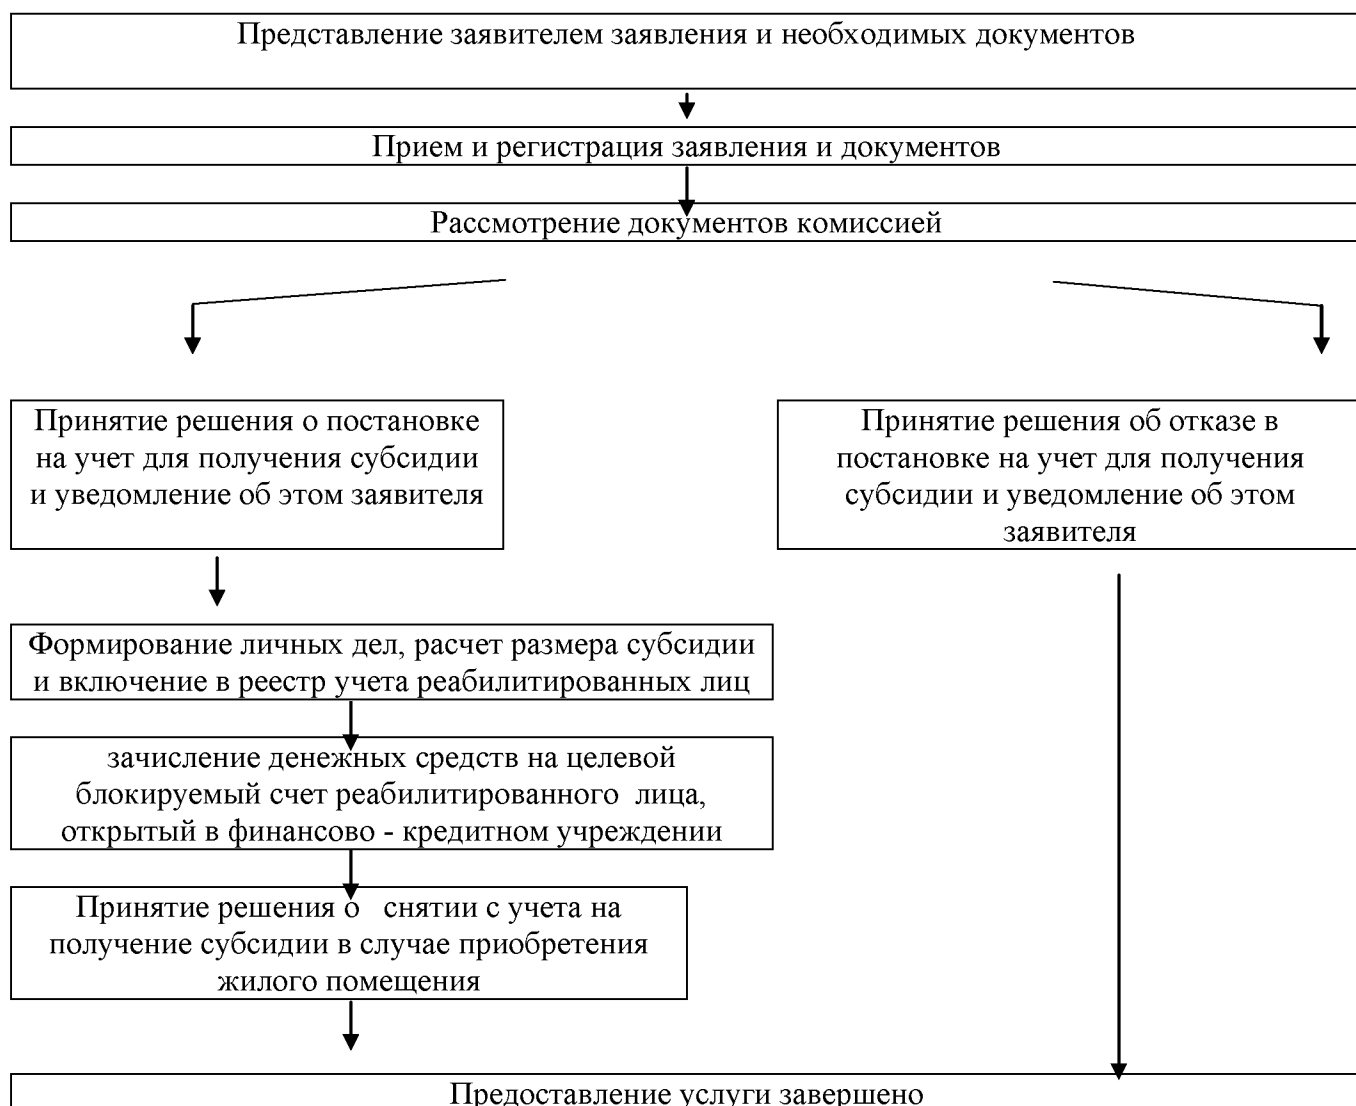 Представление заявителем заявления и необходимых документов
Прием и регистрация заявления и документов
Рассмотрение документов комиссией
Принятие решения о постановке
на учет для получения субсидии
и уведомление об этом заявителя
Принятие решения об отказе в
постановке на учет для получения
субсидии и уведомление об этом
заявителя
Формирование личных дел, расчет размера субсидии
и включение в реестр учета реабилитированных лиц
зачисление денежных средств на целевой
блокируемый счет реабилитированного  лица,
открытый в финансово - кредитном учреждении
Принятие решения о   снятии с учета на
получение субсидии в случае приобретения
жилого помещения
Предоставление услуги завершено